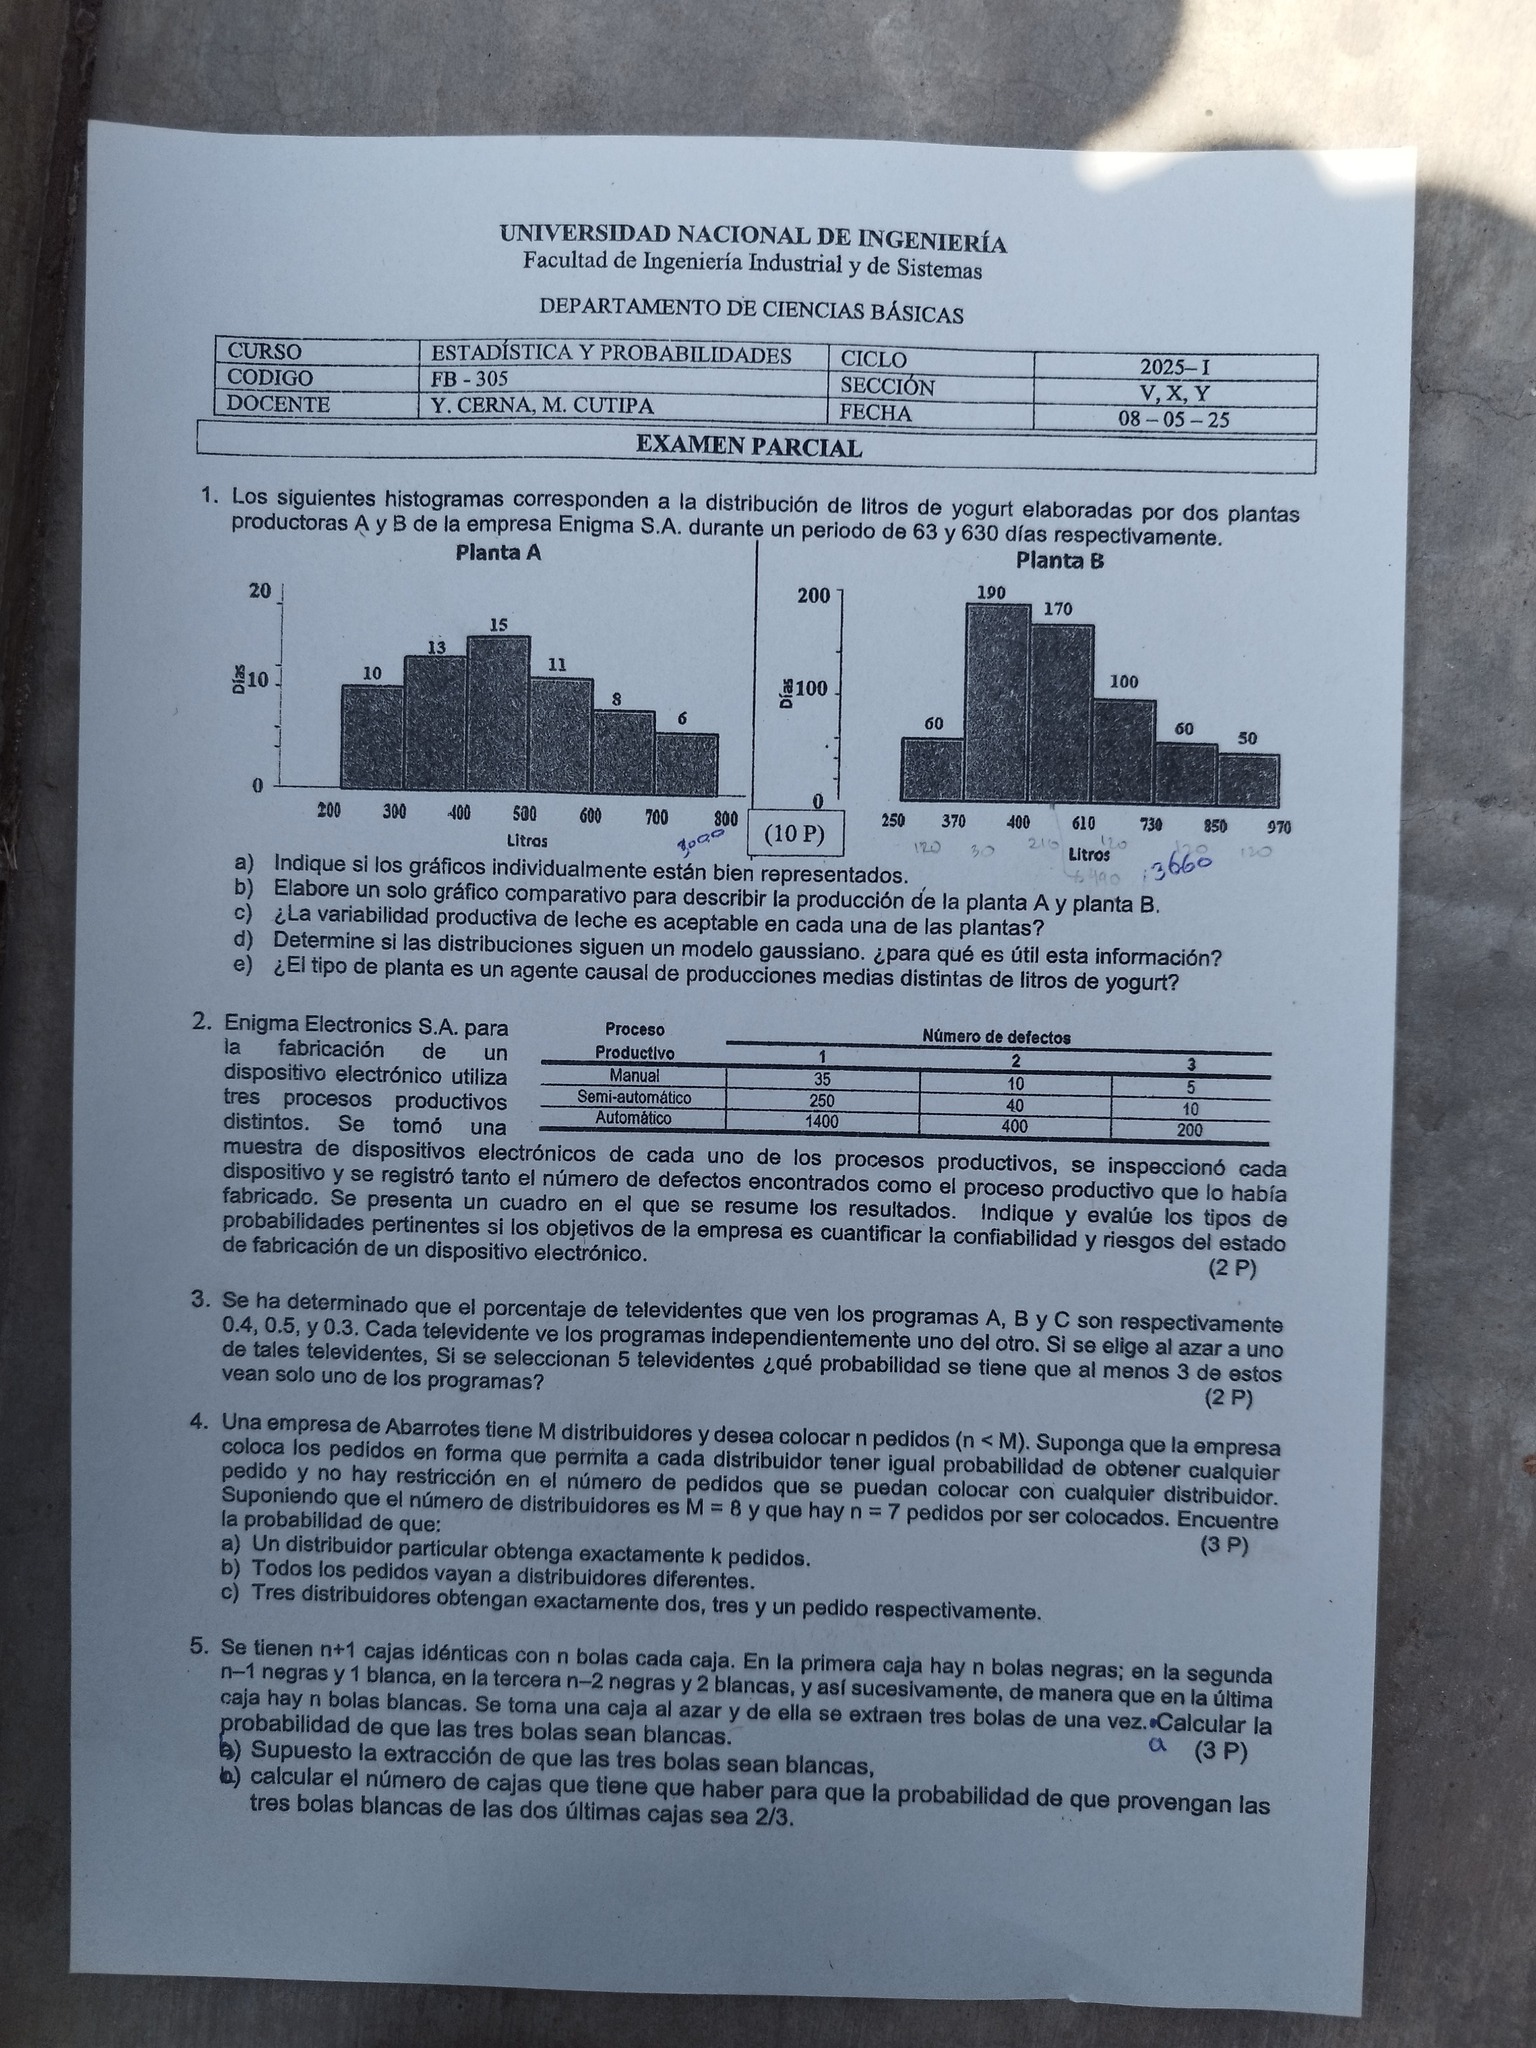 UNIVERSIDAD NACIONAL DE INGENIERÍA
Facultad de Ingeniería Industrial y de Sistemas
DEPARTAMENTO DE CIENCIAS BÁSICAS
CURSO ESTADÍSTICA Y PROBABILIDADES CICLO 2025– I
CODIGO FB - 305 SECCIÓN V, X, Y
DOCENTE Y. CERNA, M. CUTIPA FECHA 08 – 05 – 25
EXAMEN PARCIAL
1. Los siguientes histogramas corresponden a la distribución de litros de yogurt elaboradas por dos plantas
productoras A y B de la empresa Enigma S.A. durante un periodo de 63 y 630 días respectivamente.
Planta A
20
10
0
Días
10 13 15 11 8 6
200 300 400 500 600 700 800
Litros
(10 P)
Planta B
200
100
0
Días
60 190 170 100 60 50
250 370 400 610 730 850 970
120 30 210 120 120 120
Litros
3660
a) Indique si los gráficos individualmente están bien representados.
b) Elabore un solo gráfico comparativo para describir la producción de la planta A y planta B.
c) ¿La variabilidad productiva de leche es aceptable en cada una de las plantas?
d) Determine si las distribuciones siguen un modelo gaussiano. ¿para qué es útil esta información?
e) ¿El tipo de planta es un agente causal de producciones medias distintas de litros de yogurt?
2. Enigma Electronics S.A. para
la fabricación de un
dispositivo electrónico utiliza
tres procesos productivos
distintos. Se tomó una
Proceso Número de defectos
Productivo 1 2 3
Manual 35 10 5
Semi-automático 250 40 10
Automático 1400 400 200
muestra de dispositivos electrónicos de cada uno de los procesos productivos, se inspeccionó cada
dispositivo y se registró tanto el número de defectos encontrados como el proceso productivo que lo había
fabricado. Se presenta un cuadro en el que se resume los resultados. Indique y evalúe los tipos de
probabilidades pertinentes si los objetivos de la empresa es cuantificar la confiabilidad y riesgos del estado
de fabricación de un dispositivo electrónico.
(2 P)
3. Se ha determinado que el porcentaje de televidentes que ven los programas A, B y C son respectivamente
0.4, 0.5, y 0.3. Cada televidente ve los programas independientemente uno del otro. Si se elige al azar a uno
de tales televidentes, Si se seleccionan 5 televidentes ¿qué probabilidad se tiene que al menos 3 de estos
vean solo uno de los programas?
(2 P)
4. Una empresa de Abarrotes tiene M distribuidores y desea colocar n pedidos (n < M). Suponga que la empresa
coloca los pedidos en forma que permita a cada distribuidor tener igual probabilidad de obtener cualquier
pedido y no hay restricción en el número de pedidos que se puedan colocar con cualquier distribuidor.
Suponiendo que el número de distribuidores es M = 8 y que hay n = 7 pedidos por ser colocados. Encuentre
la probabilidad de que:
(3 P)
a) Un distribuidor particular obtenga exactamente k pedidos.
b) Todos los pedidos vayan a distribuidores diferentes.
c) Tres distribuidores obtengan exactamente dos, tres y un pedido respectivamente.
5. Se tienen n+1 cajas idénticas con n bolas cada caja. En la primera caja hay n bolas negras; en la segunda
n–1 negras y 1 blanca, en la tercera n–2 negras y 2 blancas, y así sucesivamente, de manera que en la última
caja hay n bolas blancas. Se toma una caja al azar y de ella se extraen tres bolas de una vez. Calcular la
probabilidad de que las tres bolas sean blancas.
a (3 P)
b) Supuesto la extracción de que las tres bolas sean blancas,
b) calcular el número de cajas que tiene que haber para que la probabilidad de que provengan las
tres bolas blancas de las dos últimas cajas sea 2/3.